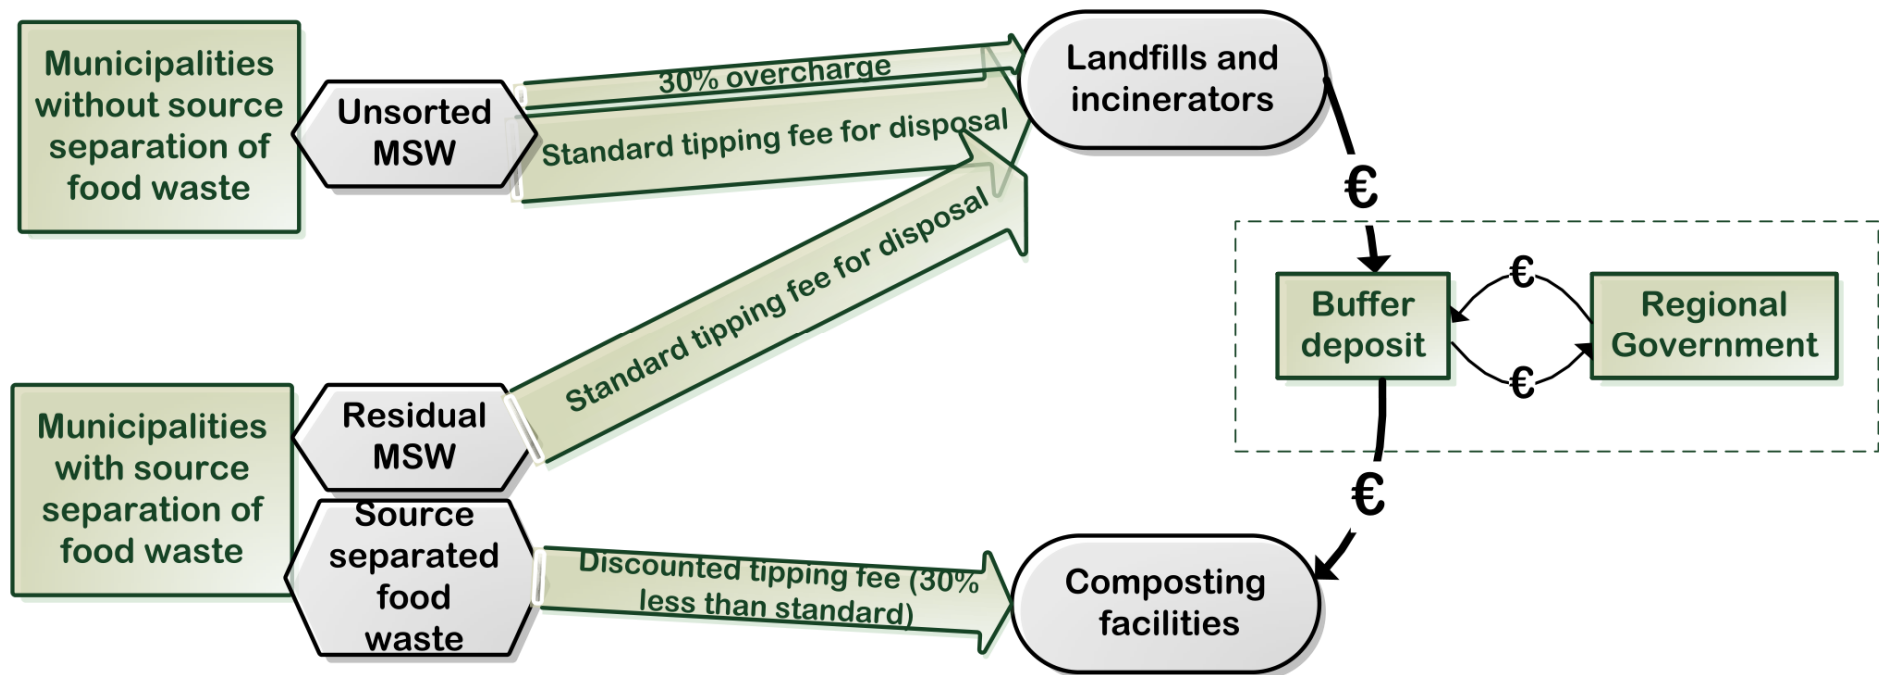 Municipalities
without source
separation of
food waste
Unsorted
MSW
30% overcharge
Standard tipping fee for disposal
Landfills and
incinerators
€
Standard tipping fee for disposal
Buffer
deposit
€
€
Regional
Government
Municipalities
with source
separation of
food waste
Residual
MSW
Source
separated
food
waste
Discounted tipping fee (30%
less than standard)
€
Composting
facilities